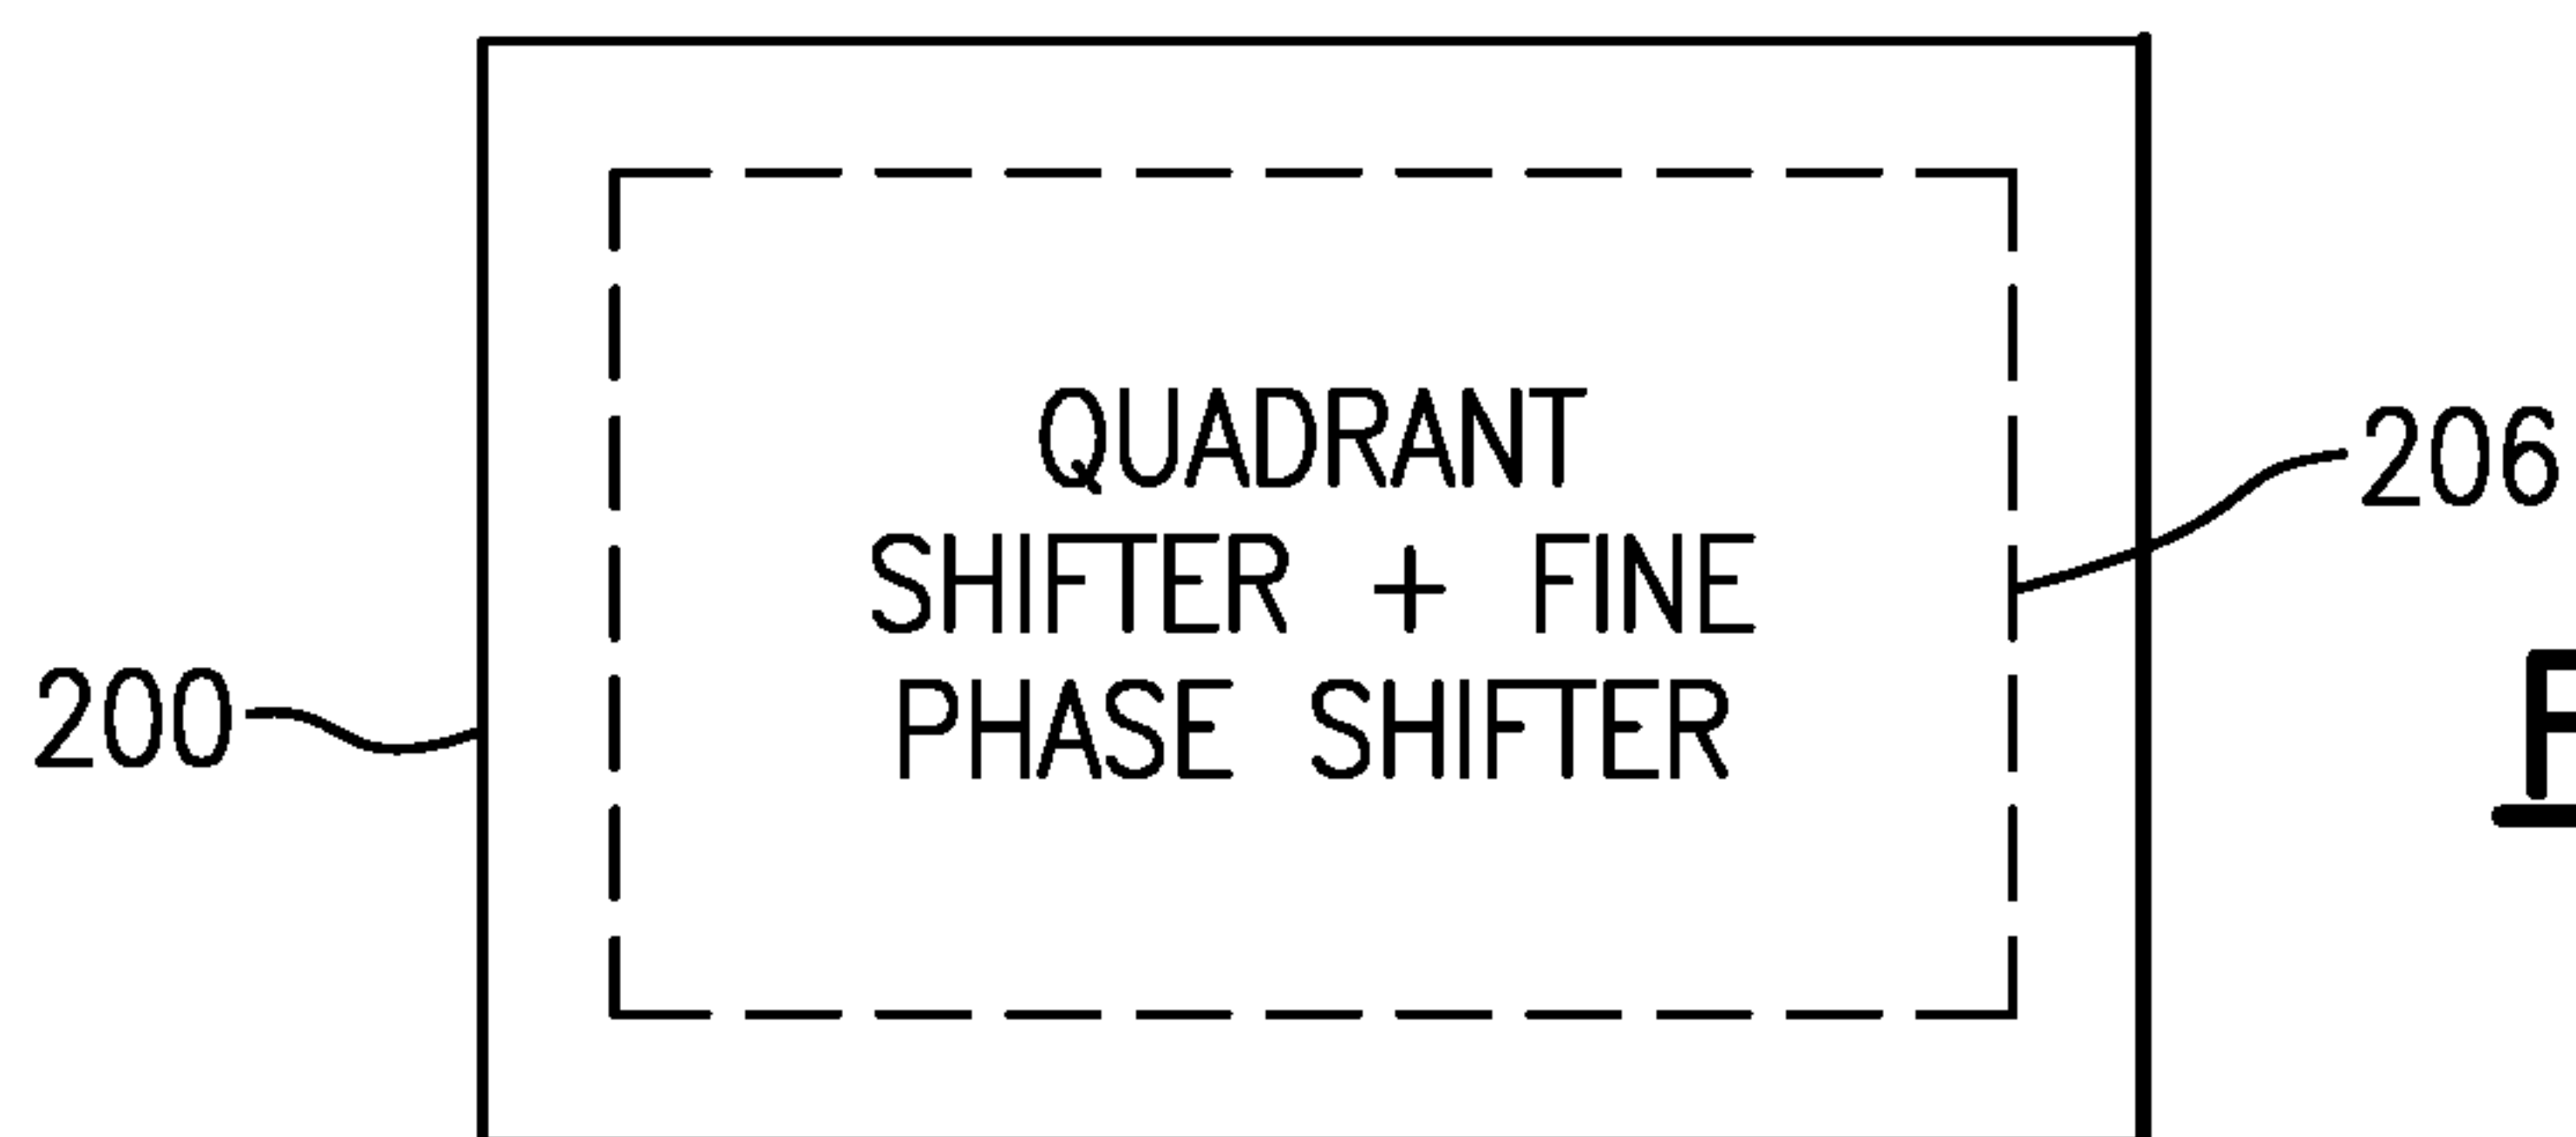 QUADRANT
SHIFTER + FINE
PHASE SHIFTER
206
200
F